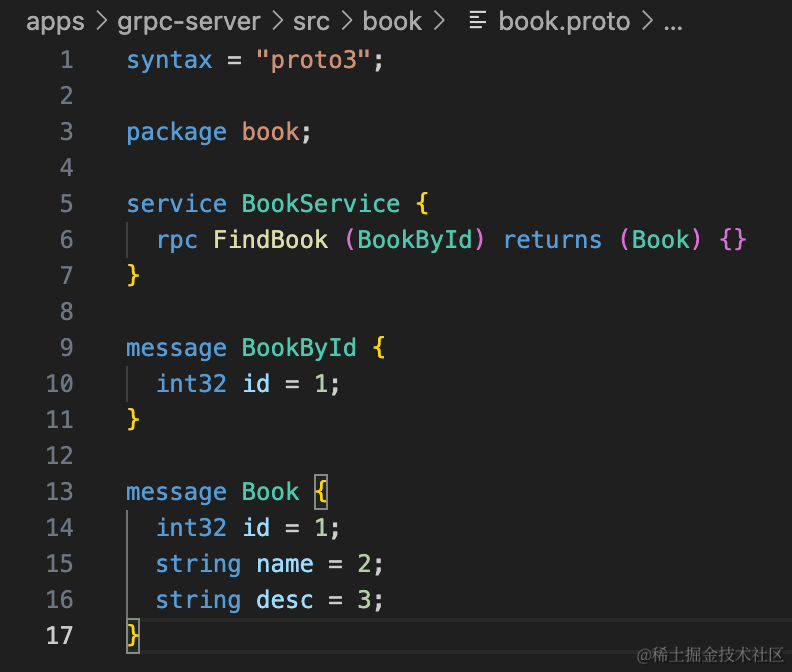 apps > grpc-server > src > book > book.proto > ...
1 syntax = "proto3";
2
3 package book;
4
5 service BookService {
6 rpc FindBook (BookById) returns (Book) {}
7 }
8
9 message BookById {
10 int32 id = 1;
11 }
12
13 message Book {
14 int32 id = 1;
15 string name = 2;
16 string desc = 3;
17 }
@稀土掘金技术社区